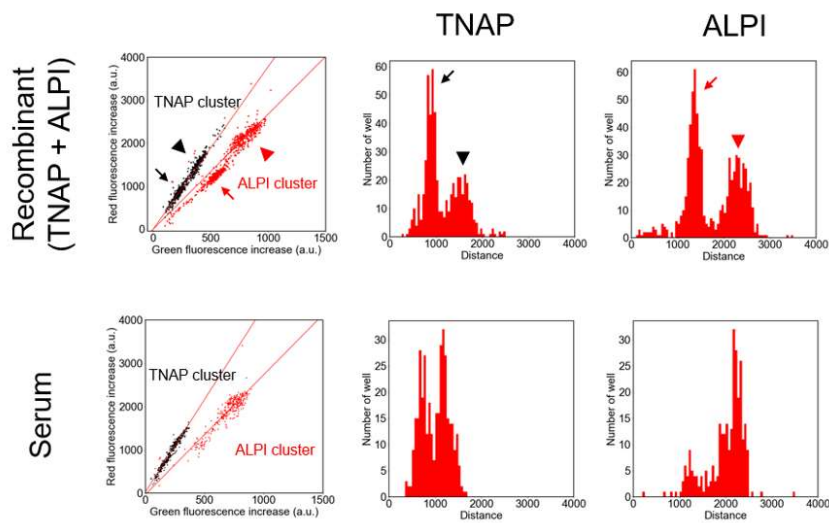 TNAP
ALPI
Recombinant
(TNAP + ALPI)
Red fluorescence increase (a.u.)
4000
3000
2000
1000
0
TNAP cluster
ALPI cluster
0 500 1000 1500
Green fluorescence increase (a.u.)
Number of well
60
50
40
30
20
10
0
0 1000 2000 3000 4000
Distance
Number of well
60
50
40
30
20
10
0
0 1000 2000 3000 4000
Distance
Serum
Red fluorescence increase (a.u.)
4000
3000
2000
1000
0
TNAP cluster
ALPI cluster
0 500 1000 1500
Green fluorescence increase (a.u.)
Number of well
30
25
20
15
10
5
0
0 1000 2000 3000 4000
Distance
Number of well
30
25
20
15
10
5
0
0 1000 2000 3000 4000
Distance